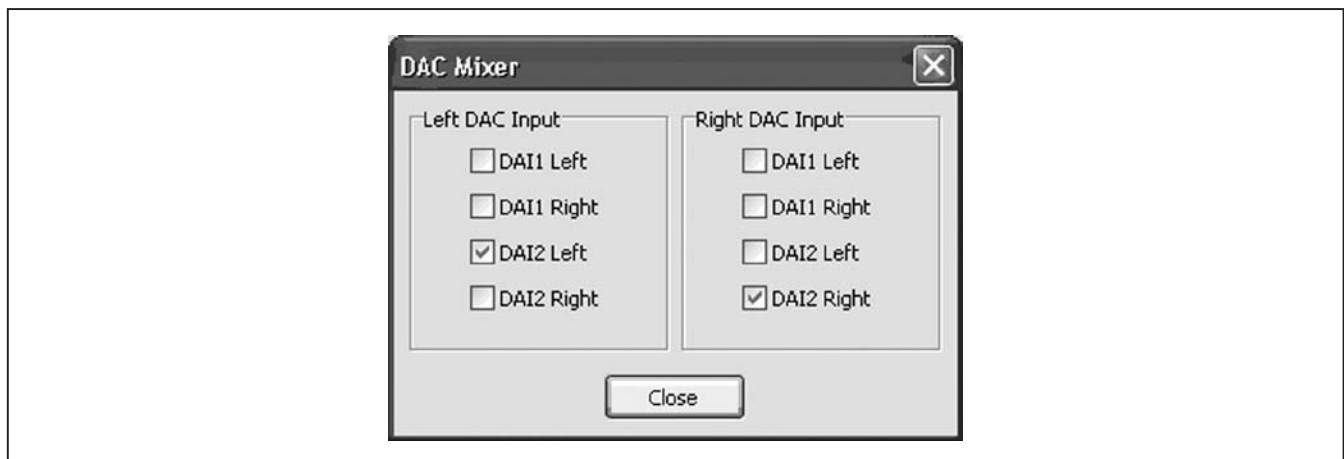 DAC Mixer
Left DAC Input
DAI1 Left
DAI1 Right
DAI2 Left
DAI2 Right
Right DAC Input
DAI1 Left
DAI1 Right
DAI2 Left
DAI2 Right
Close